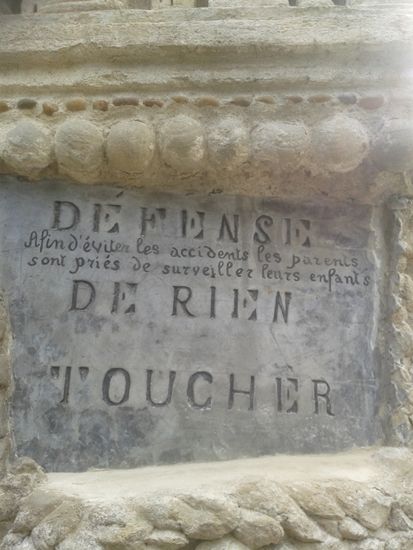 DÉFENSE
Afin d'éviter les accidents les parents
sont priés de surveiller leurs enfants
DE RIEN
TOUCHER